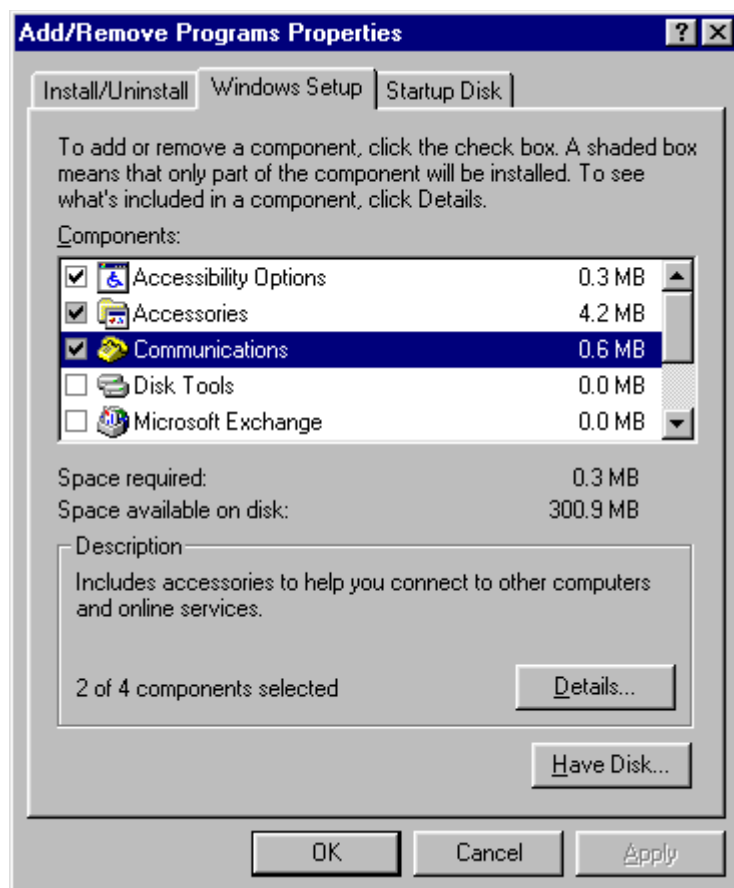 Add/Remove Programs Properties
Install/Uninstall Windows Setup Startup Disk
To add or remove a component, click the check box. A shaded box
means that only part of the component will be installed. To see
what's included in a component, click Details.
Components:
Accessibility Options 0.3 MB
Accessories 4.2 MB
Communications 0.6 MB
Disk Tools 0.0 MB
Microsoft Exchange 0.0 MB
Space required: 0.3 MB
Space available on disk: 300.9 MB
Description
Includes accessories to help you connect to other computers
and online services.
2 of 4 components selected
Details...
Have Disk...
OK Cancel Apply